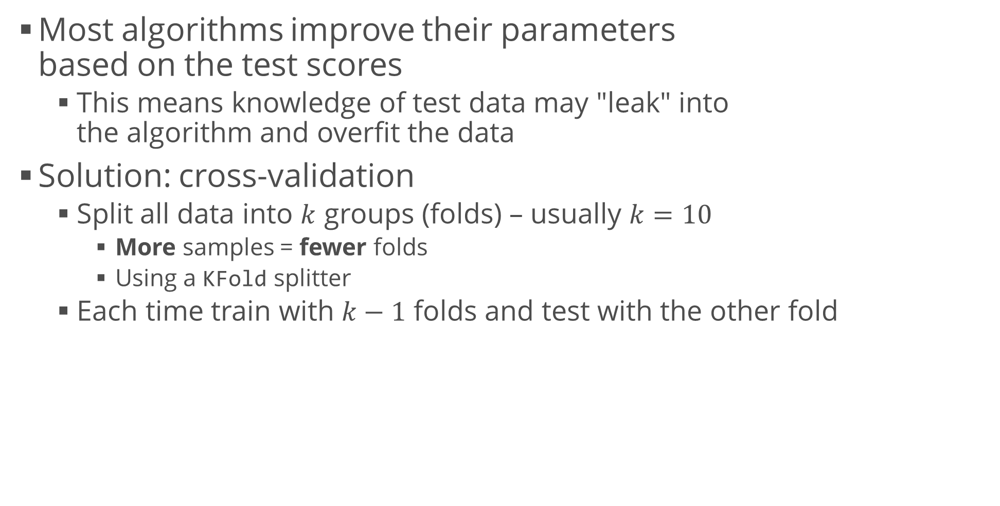 ▪ Most algorithms improve their parameters
based on the test scores
▪ This means knowledge of test data may "leak" into
the algorithm and overfit the data
▪ Solution: cross-validation
▪ Split all data into k groups (folds) – usually k = 10
▪ More samples = fewer folds
▪ Using a KFold splitter
▪ Each time train with k − 1 folds and test with the other fold